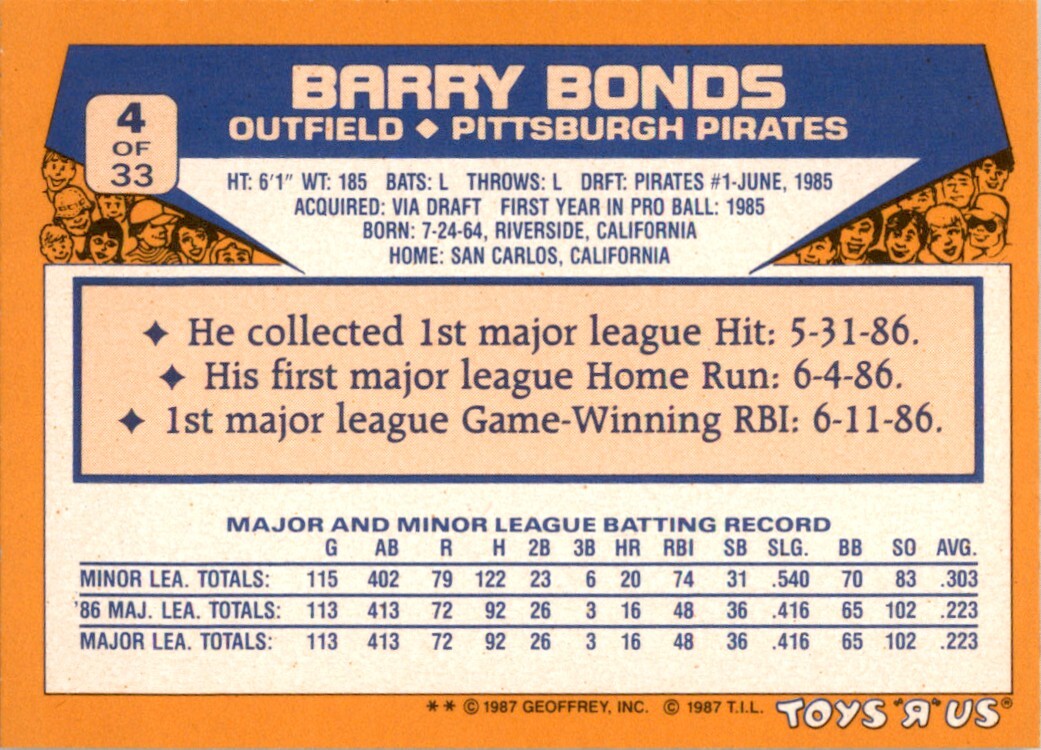 BARRY BONDS
4
OF
33
OUTFIELD ◆ PITTSBURGH PIRATES
HT: 6'1" WT: 185 BATS: L THROWS: L DRFT: PIRATES #1-JUNE, 1985
ACQUIRED: VIA DRAFT FIRST YEAR IN PRO BALL: 1985
BORN: 7-24-64, RIVERSIDE, CALIFORNIA
HOME: SAN CARLOS, CALIFORNIA
✦ He collected 1st major league Hit: 5-31-86.
✦ His first major league Home Run: 6-4-86.
✦ 1st major league Game-Winning RBI: 6-11-86.
MAJOR AND MINOR LEAGUE BATTING RECORD
G AB R H 2B 3B HR RBI SB SLG. BB SO AVG.
MINOR LEA. TOTALS: 115 402 79 122 23 6 20 74 31 .540 70 83 .303
'86 MAJ. LEA. TOTALS: 113 413 72 92 26 3 16 48 36 .416 65 102 .223
MAJOR LEA. TOTALS: 113 413 72 92 26 3 16 48 36 .416 65 102 .223
** © 1987 GEOFFREY, INC. © 1987 T.I.L. TOYS "Я" US®